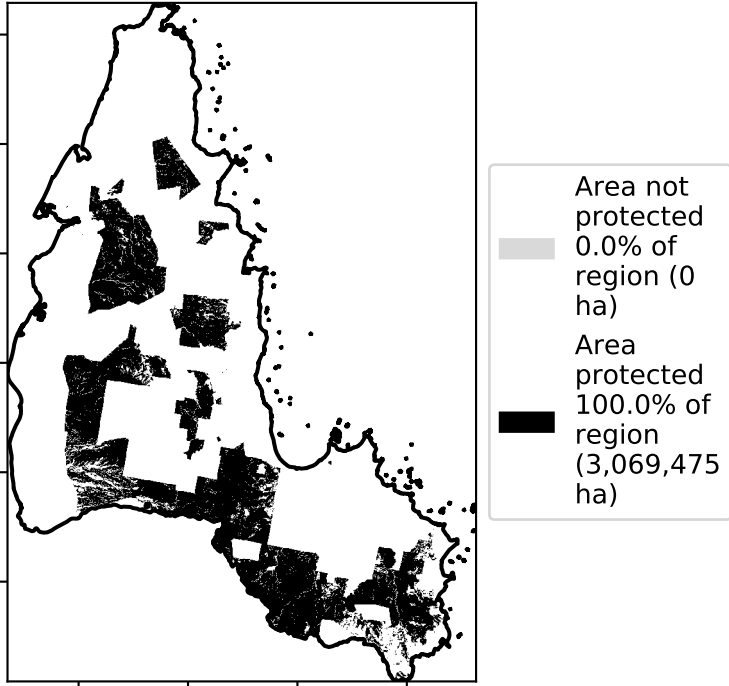 Area not
protected
0.0% of
region (0
ha)
Area
protected
100.0% of
region
(3,069,475
ha)